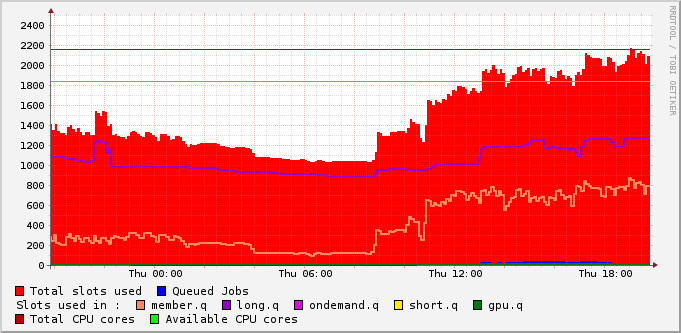 2400
2200
2000
1800
1600
1400
1200
1000
800
600
400
200
0
Thu 00:00 Thu 06:00 Thu 12:00 Thu 18:00
Total slots used Queued Jobs
Slots used in : member.q long.q ondemand.q short.q gpu.q
Total CPU cores Available CPU cores
RRDTOOL / TOBI OETIKER